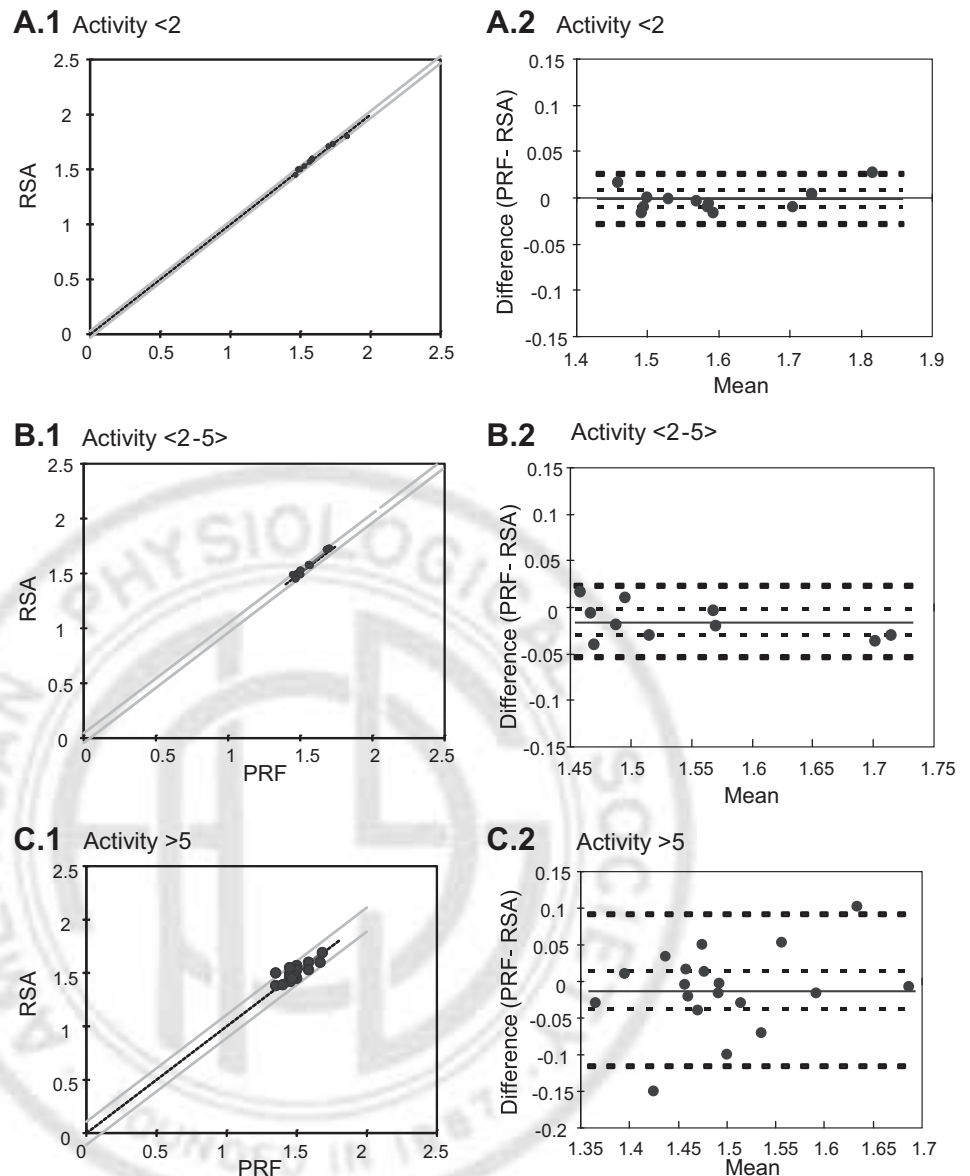 A.1 Activity <2
2.5
2
1.5
1
0.5
0
0 0.5 1 1.5 2 2.5
RSA
A.2 Activity <2
0.15
0.1
0.05
0
-0.05
-0.1
-0.15
1.4 1.5 1.6 1.7 1.8 1.9
Difference (PRF- RSA)
Mean
B.1 Activity <2-5>
2.5
2
1.5
1
0.5
0
0 0.5 1 1.5 2 2.5
RSA
PRF
B.2 Activity <2-5>
0.15
0.1
0.05
0
-0.05
-0.1
-0.15
1.45 1.5 1.55 1.6 1.65 1.7 1.75
Difference (PRF- RSA)
Mean
C.1 Activity >5
2.5
2
1.5
1
0.5
0
0 0.5 1 1.5 2 2.5
RSA
PRF
C.2 Activity >5
0.15
0.1
0.05
0
-0.05
-0.1
-0.15
-0.2
1.35 1.4 1.45 1.5 1.55 1.6 1.65 1.7
Difference (PRF- RSA)
Mean
SOCIETY